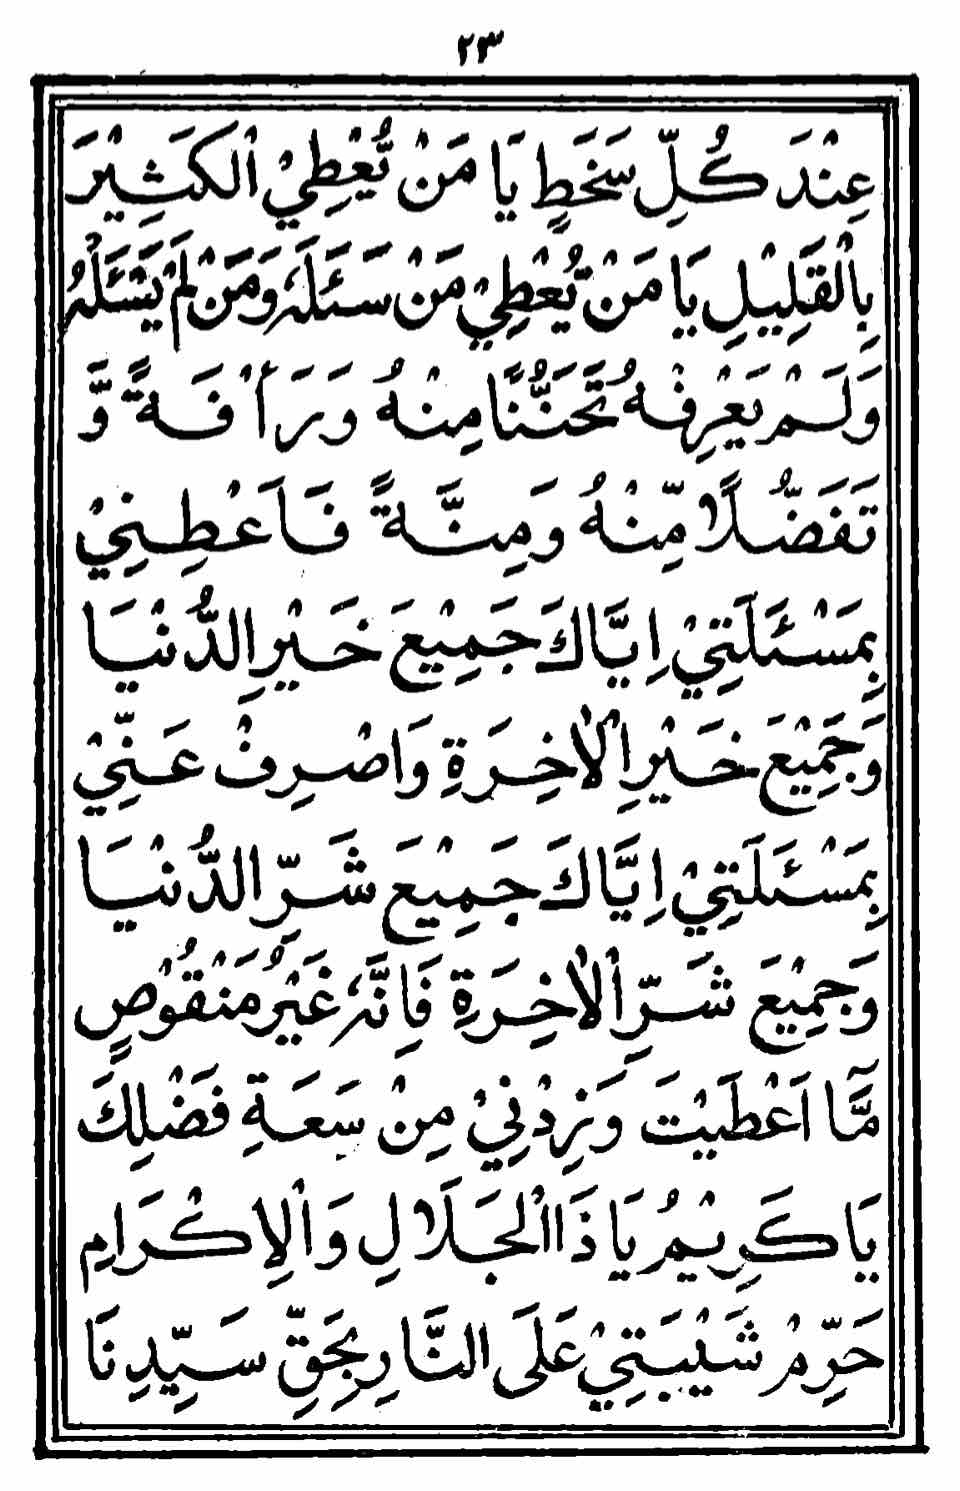 ٢٣
عِنْدَ كُلِّ سَخَطٍ يَا مَنْ يُّعْطِيْ الْكَثِيْرَ
بِالْقَلِيْلِ يَا مَنْ يُعْطِيْ مَنْ سَئَلَهٗ وَمَنْ لَمْ يَسْئَلْهُ
وَلَمْ يَعْرِفْهُ تَحَنُّنًا مِنْهُ وَرَأْفَةً وَّ
تَفَضُّلًا مِّنْهُ وَمِنَّةً فَاَعْطِنِيْ
بِمَسْئَلَتِيْ اِيَّاكَ جَمِيْعَ خَيْرِ الدُّنْيَا
وَجَمِيْعَ خَيْرِ الْاٰخِرَةِ وَاصْرِفْ عَنِّيْ
بِمَسْئَلَتِيْ اِيَّاكَ جَمِيْعَ شَرِّ الدُّنْيَا
وَجَمِيْعَ شَرِّ الْاٰخِرَةِ فَاِنَّهٗ غَيْرُ مَنْقُوْصٍ
مَّآ اَعْطَيْتَ وَزِدْنِيْ مِنْ سَعَةِ فَضْلِكَ
يَا كَرِيْمُ يَا ذَا الْجَلَالِ وَالْاِكْرَامِ
حَرِّمْ شَيْبَتِيْ عَلَى النَّارِ بِحَقِّ سَيِّدِنَا